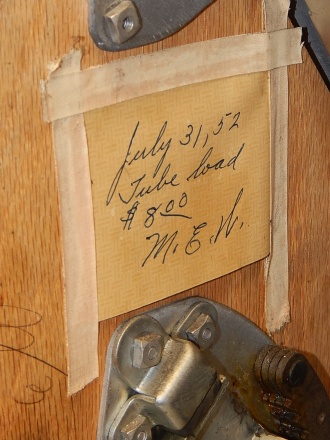 July 31, 52
Tube load
$8.00
M. E. W.